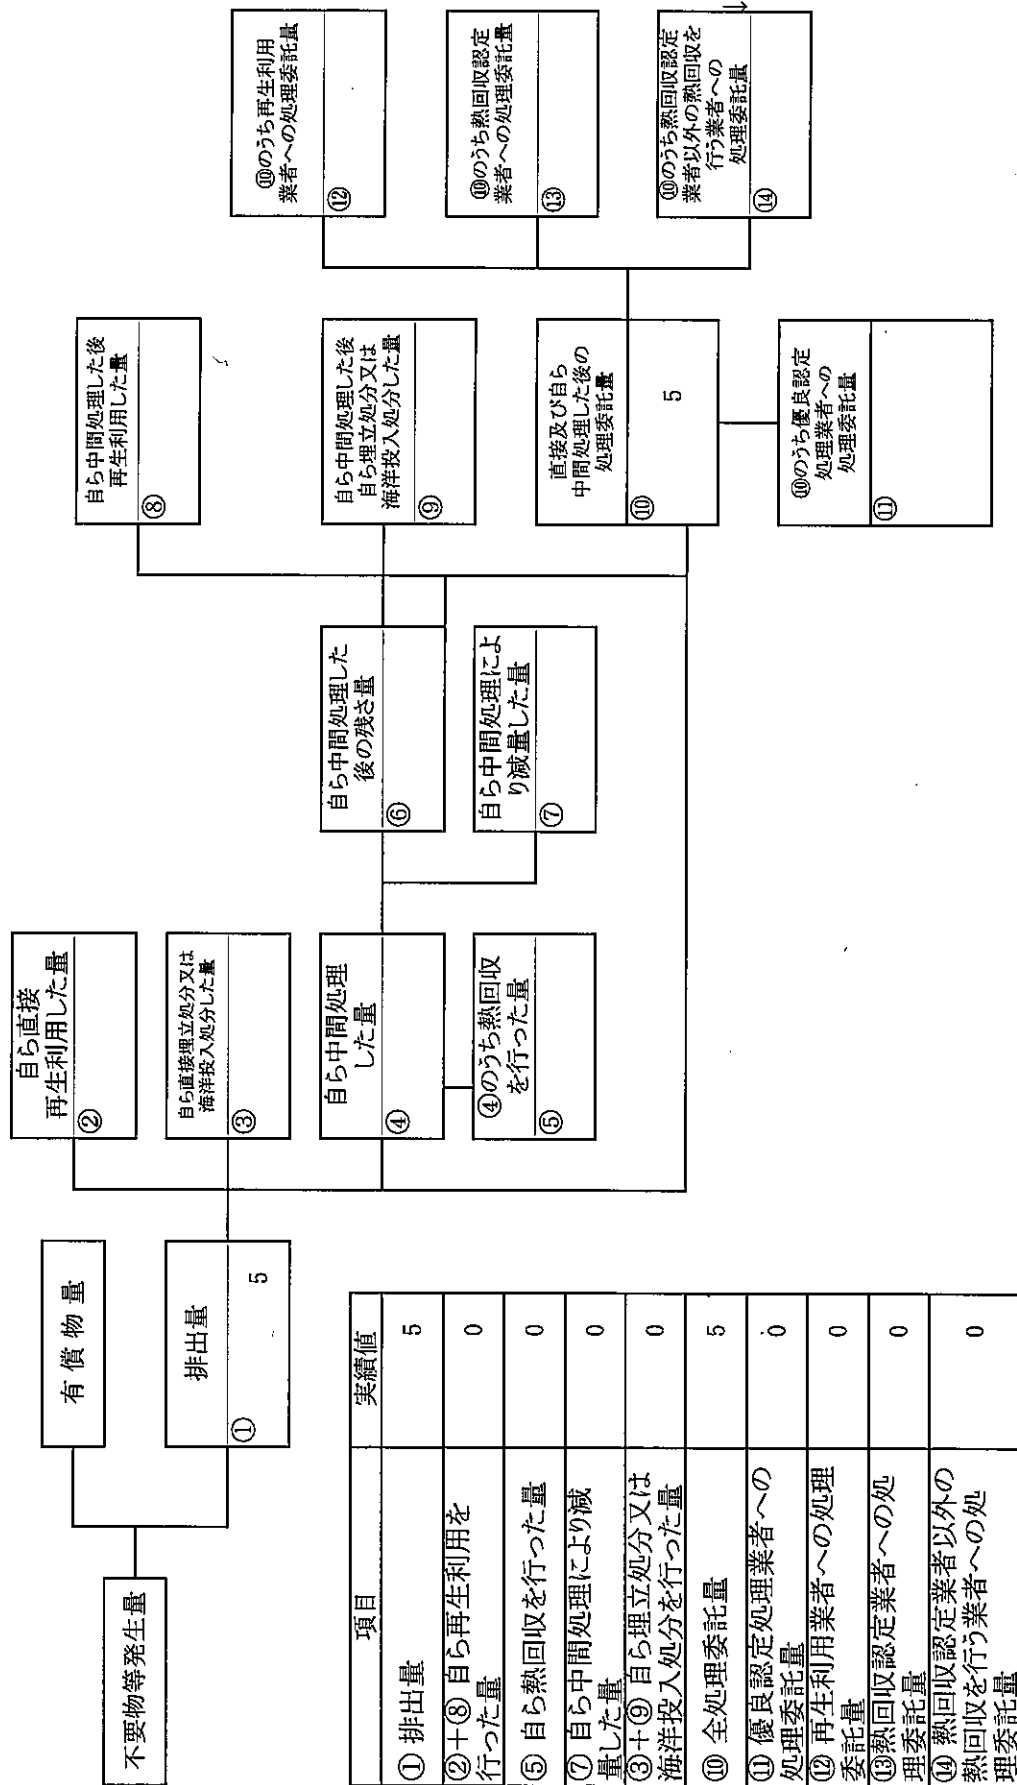 不要物等発生量
有償物量
排出量
①
5
自ら直接
再生利用した量
②
自ら直接埋立処分又は
海洋投入処分した量
③
自ら中間処理
した量
④
④のうち熱回収
を行った量
⑤
自ら中間処理した
後の残さ量
⑥
自ら中間処理によ
り減量した量
⑦
自ら中間処理した後
再生利用した量
⑧
自ら中間処理した後
自ら埋立処分又は
海洋投入処分した量
⑨
直接及び自ら
中間処理した後の
処理委託量
⑩
5
⑩のうち優良認定
処理業者への
処理委託量
⑪
⑩のうち再生利用
業者への処理委託量
⑫
⑩のうち熱回収認定
業者への処理委託量
⑬
⑩のうち熱回収認定
業者以外の熱回収を
行う業者への
処理委託量
⑭
↓
項目 実績値
① 排出量 5
②+⑧ 自ら再生利用を
行った量 0
⑤ 自ら熱回収を行った量 0
⑦ 自ら中間処理により減
量した量 0
③+⑨ 自ら埋立処分又は
海洋投入処分を行った量 0
⑩ 全処理委託量 5
⑪ 優良認定処理業者への
処理委託量 0
⑫ 再生利用業者への処理
委託量 0
⑬熱回収認定業者への処
理委託量 0
⑭ 熱回収認定業者以外の
熱回収を行う業者への処
理委託量 0